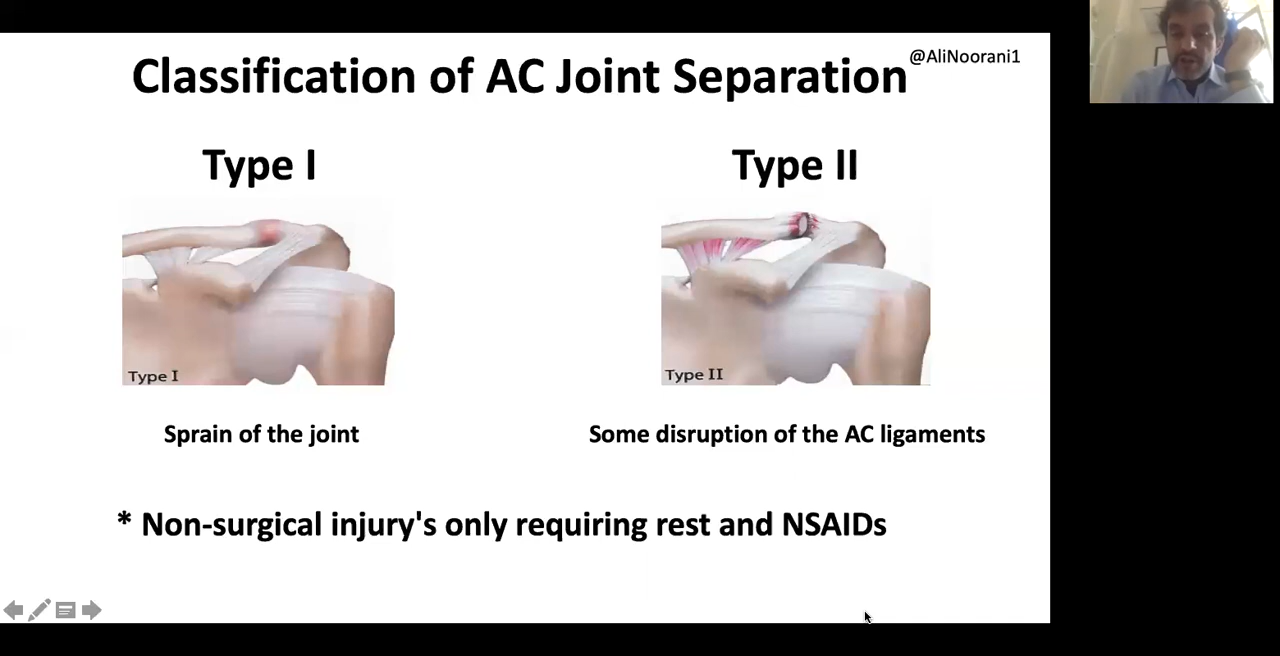 Classification of AC Joint Separation
@AliNoorani1
Type I
Type II
Type I
Type II
Sprain of the joint
Some disruption of the AC ligaments
* Non-surgical injury's only requiring rest and NSAIDs